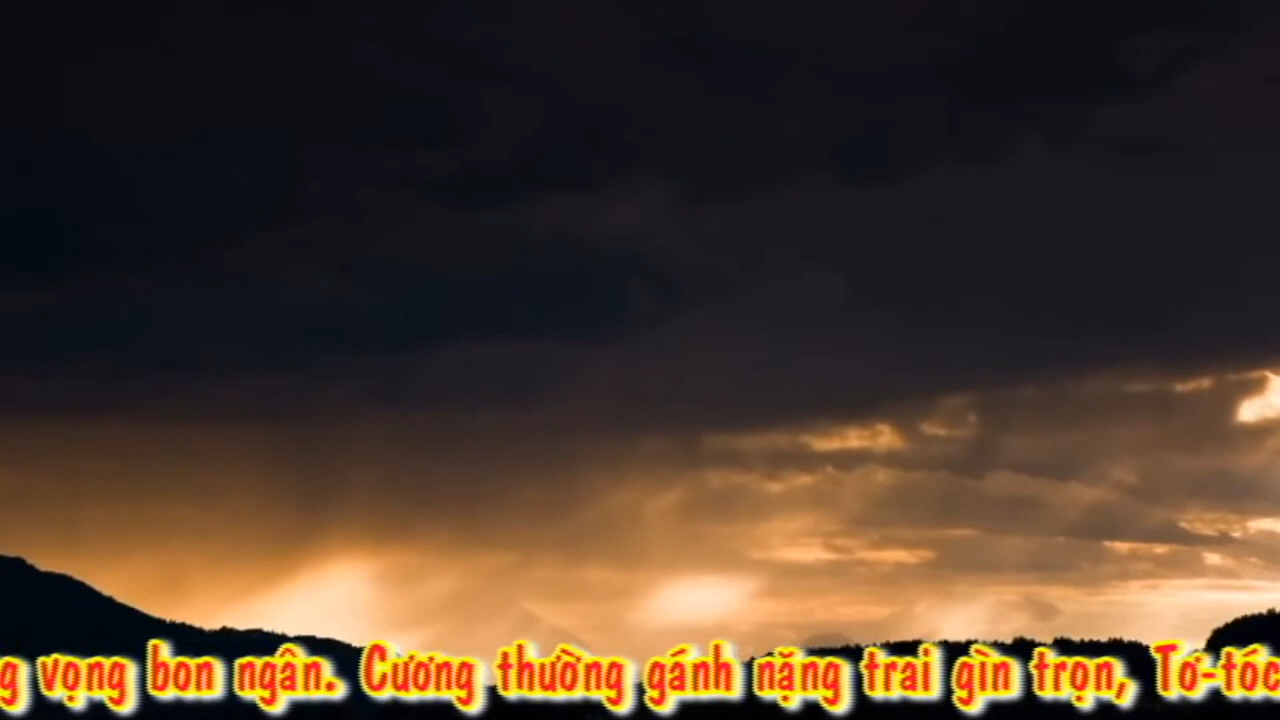 vọng bon ngân. Cương thường gánh nặng trai gìn trọn, Tơ-tóc